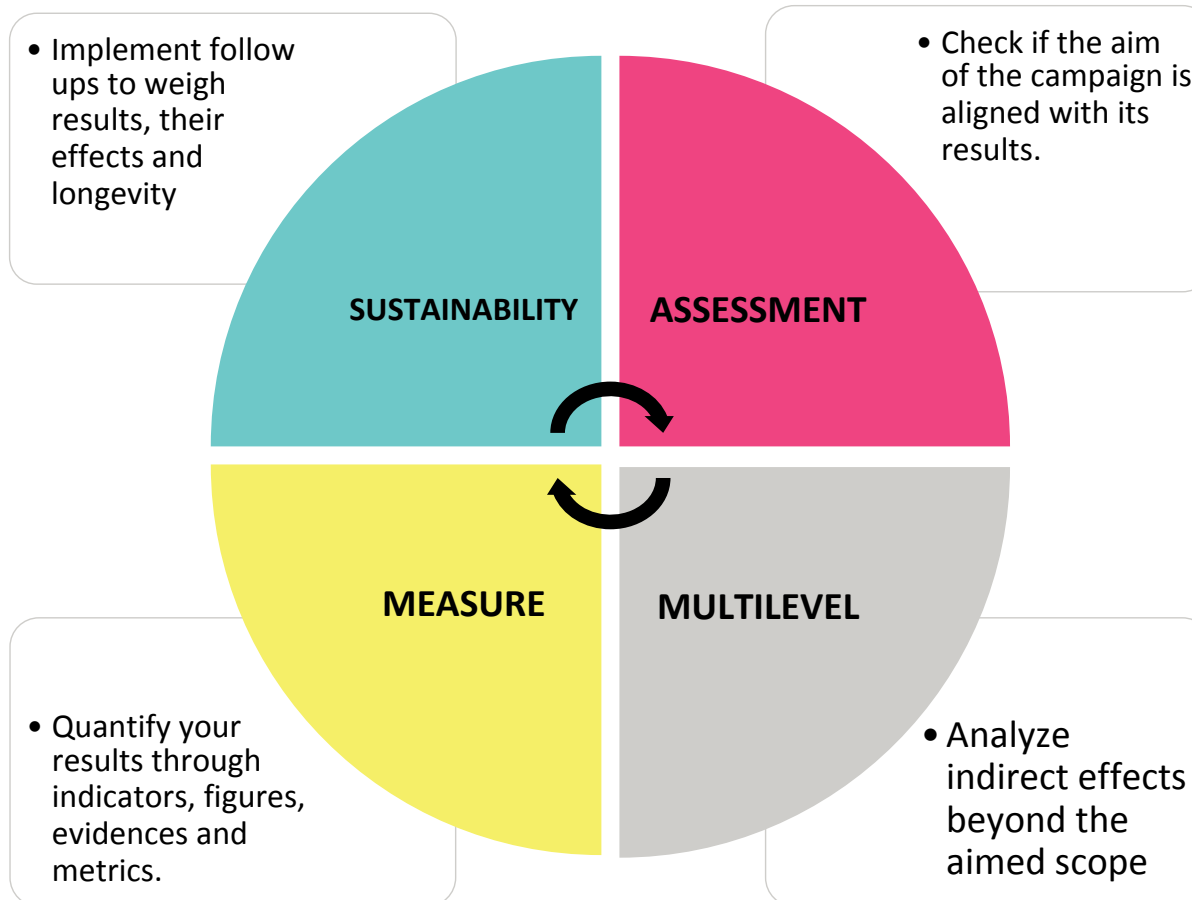 • Implement follow
ups to weigh
results, their
effects and
longevity
• Check if the aim
of the campaign is
aligned with its
results.
SUSTAINABILITY
ASSESSMENT
MEASURE
MULTILEVEL
• Quantify your
results through
indicators, figures,
evidences and
metrics.
• Analyze
indirect effects
beyond the
aimed scope